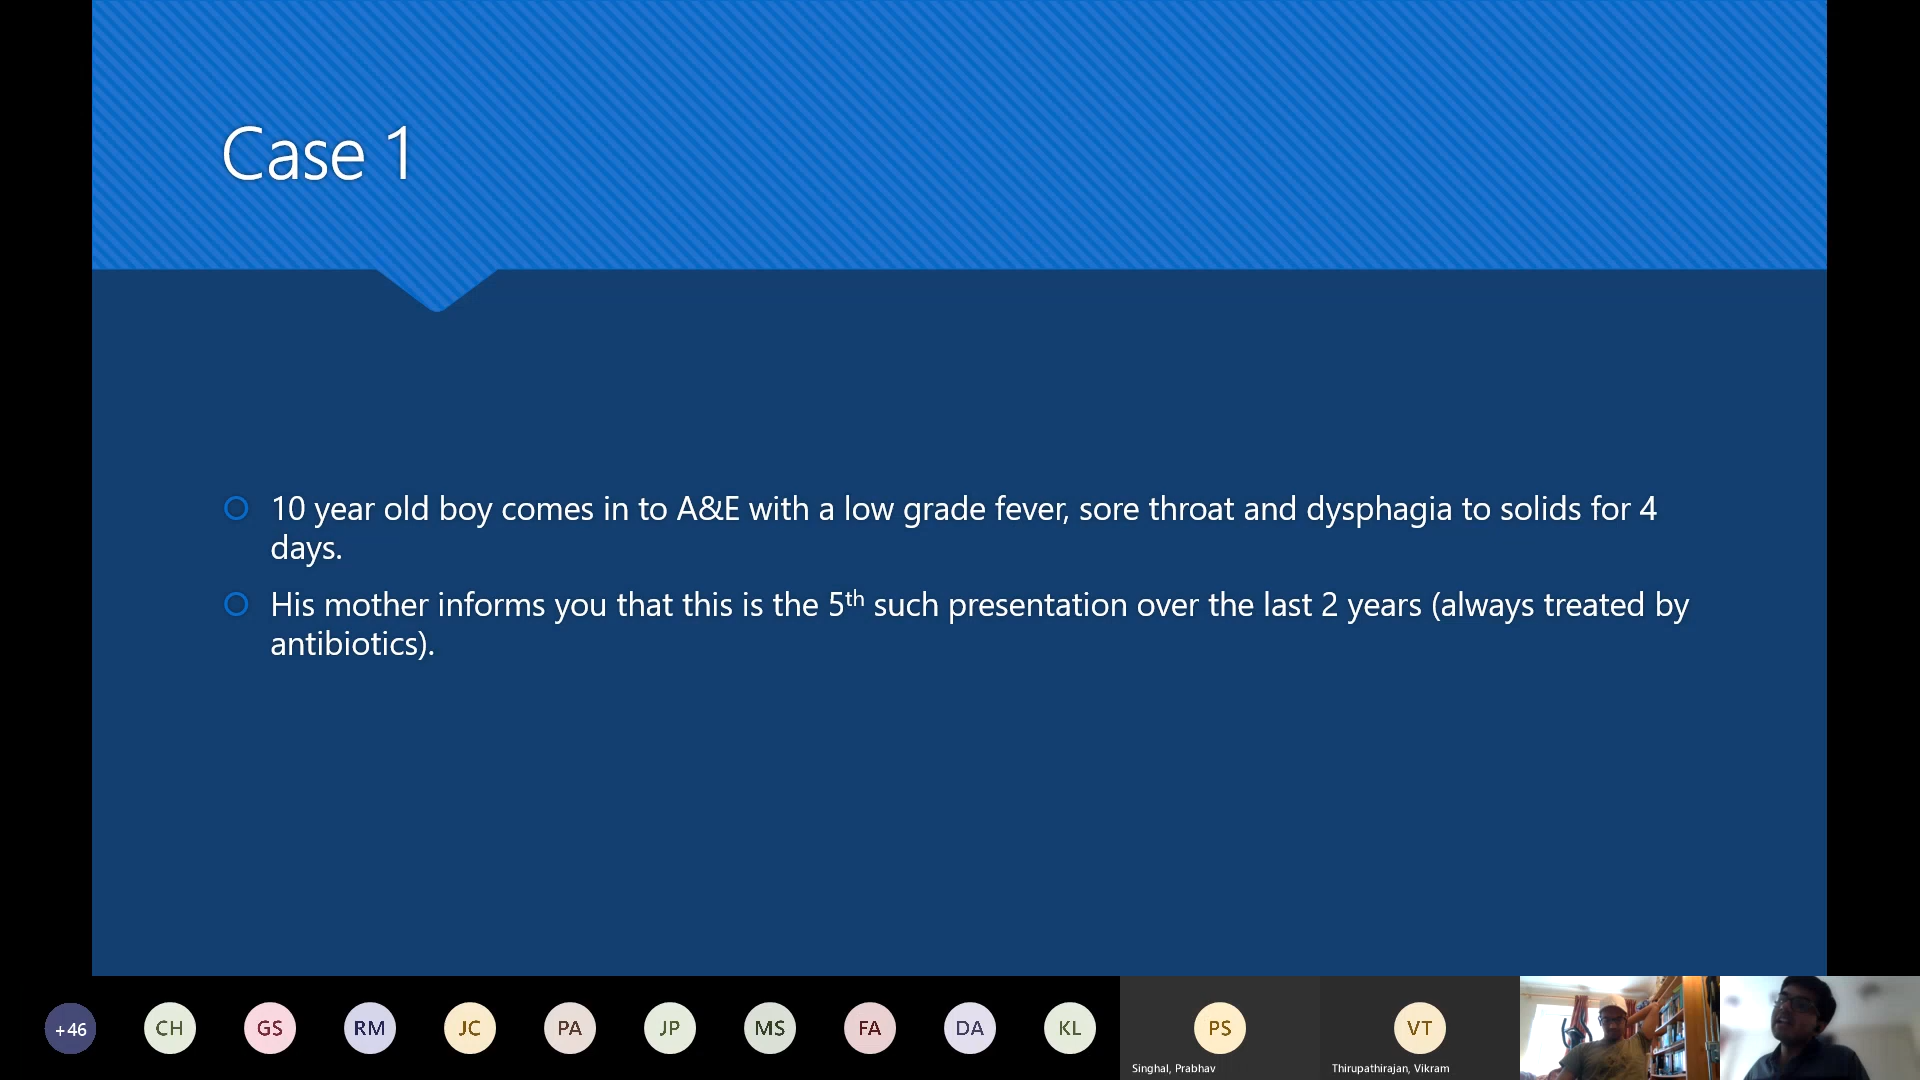 Case 1
10 year old boy comes in to A&E with a low grade fever, sore throat and dysphagia to solids for 4
days.
His mother informs you that this is the 5th such presentation over the last 2 years (always treated by
antibiotics).
+46
CH
GS
RM
JC
PA
JP
MS
FA
DA
KL
PS
VT
Singhal, Prabhav
Thirupathirajan, Vikram